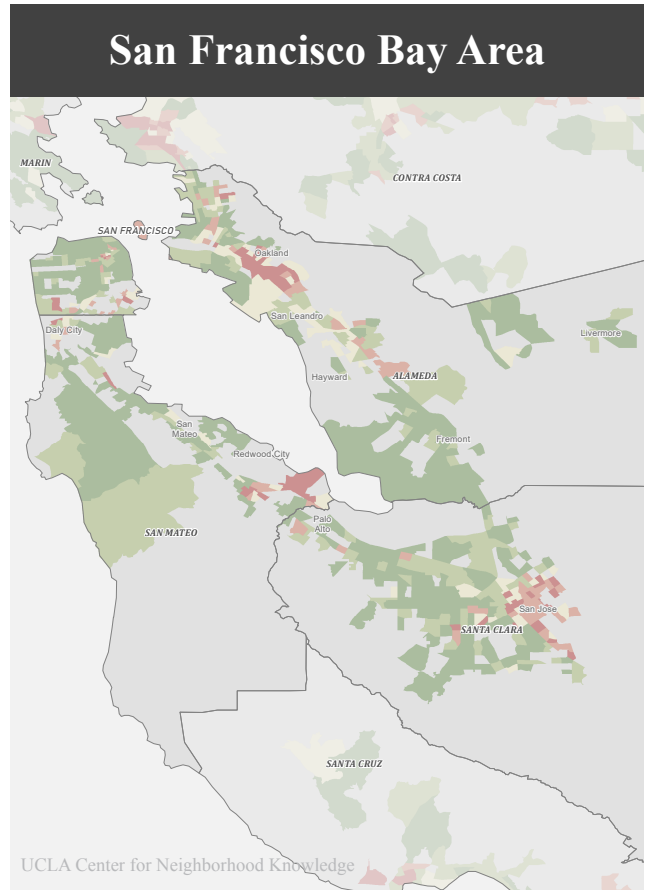 San Francisco Bay Area
MARIN
CONTRA COSTA
SAN FRANCISCO
Oakland
San Leandro
Daly City
Livermore
Hayward
ALAMEDA
San
Mateo
Fremont
Redwood City
Palo
Alto
SAN MATEO
San Jose
SANTA CLARA
SANTA CRUZ
UCLA Center for Neighborhood Knowledge